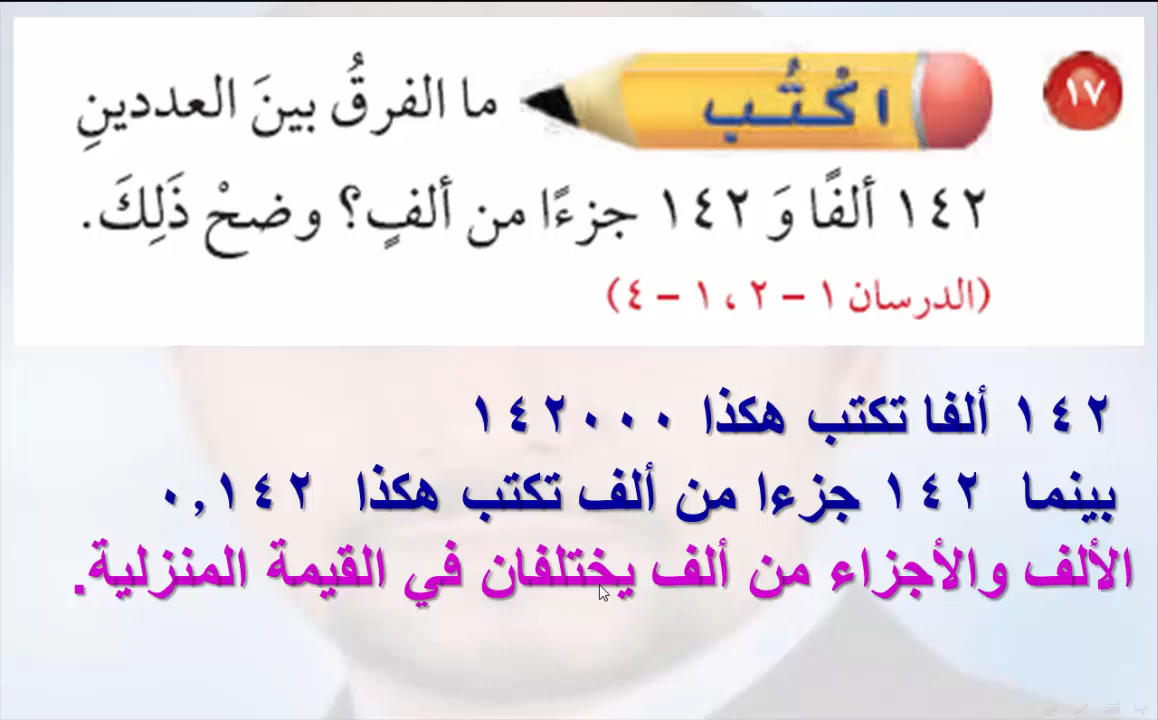 ١٧ اكْتُب ما الفرقُ بينَ العددينِ
١٤٢ ألفًا وَ ١٤٢ جزءًا من ألفٍ؟ وضحْ ذَلِكَ.
(الدرسان ١ – ٢ ، ١ – ٤)
١٤٢ ألفا تكتب هكذا ١٤٢٠٠٠
بينما ١٤٢ جزءا من ألف تكتب هكذا ٠,١٤٢
الألف والأجزاء من ألف يختلفان في القيمة المنزلية.